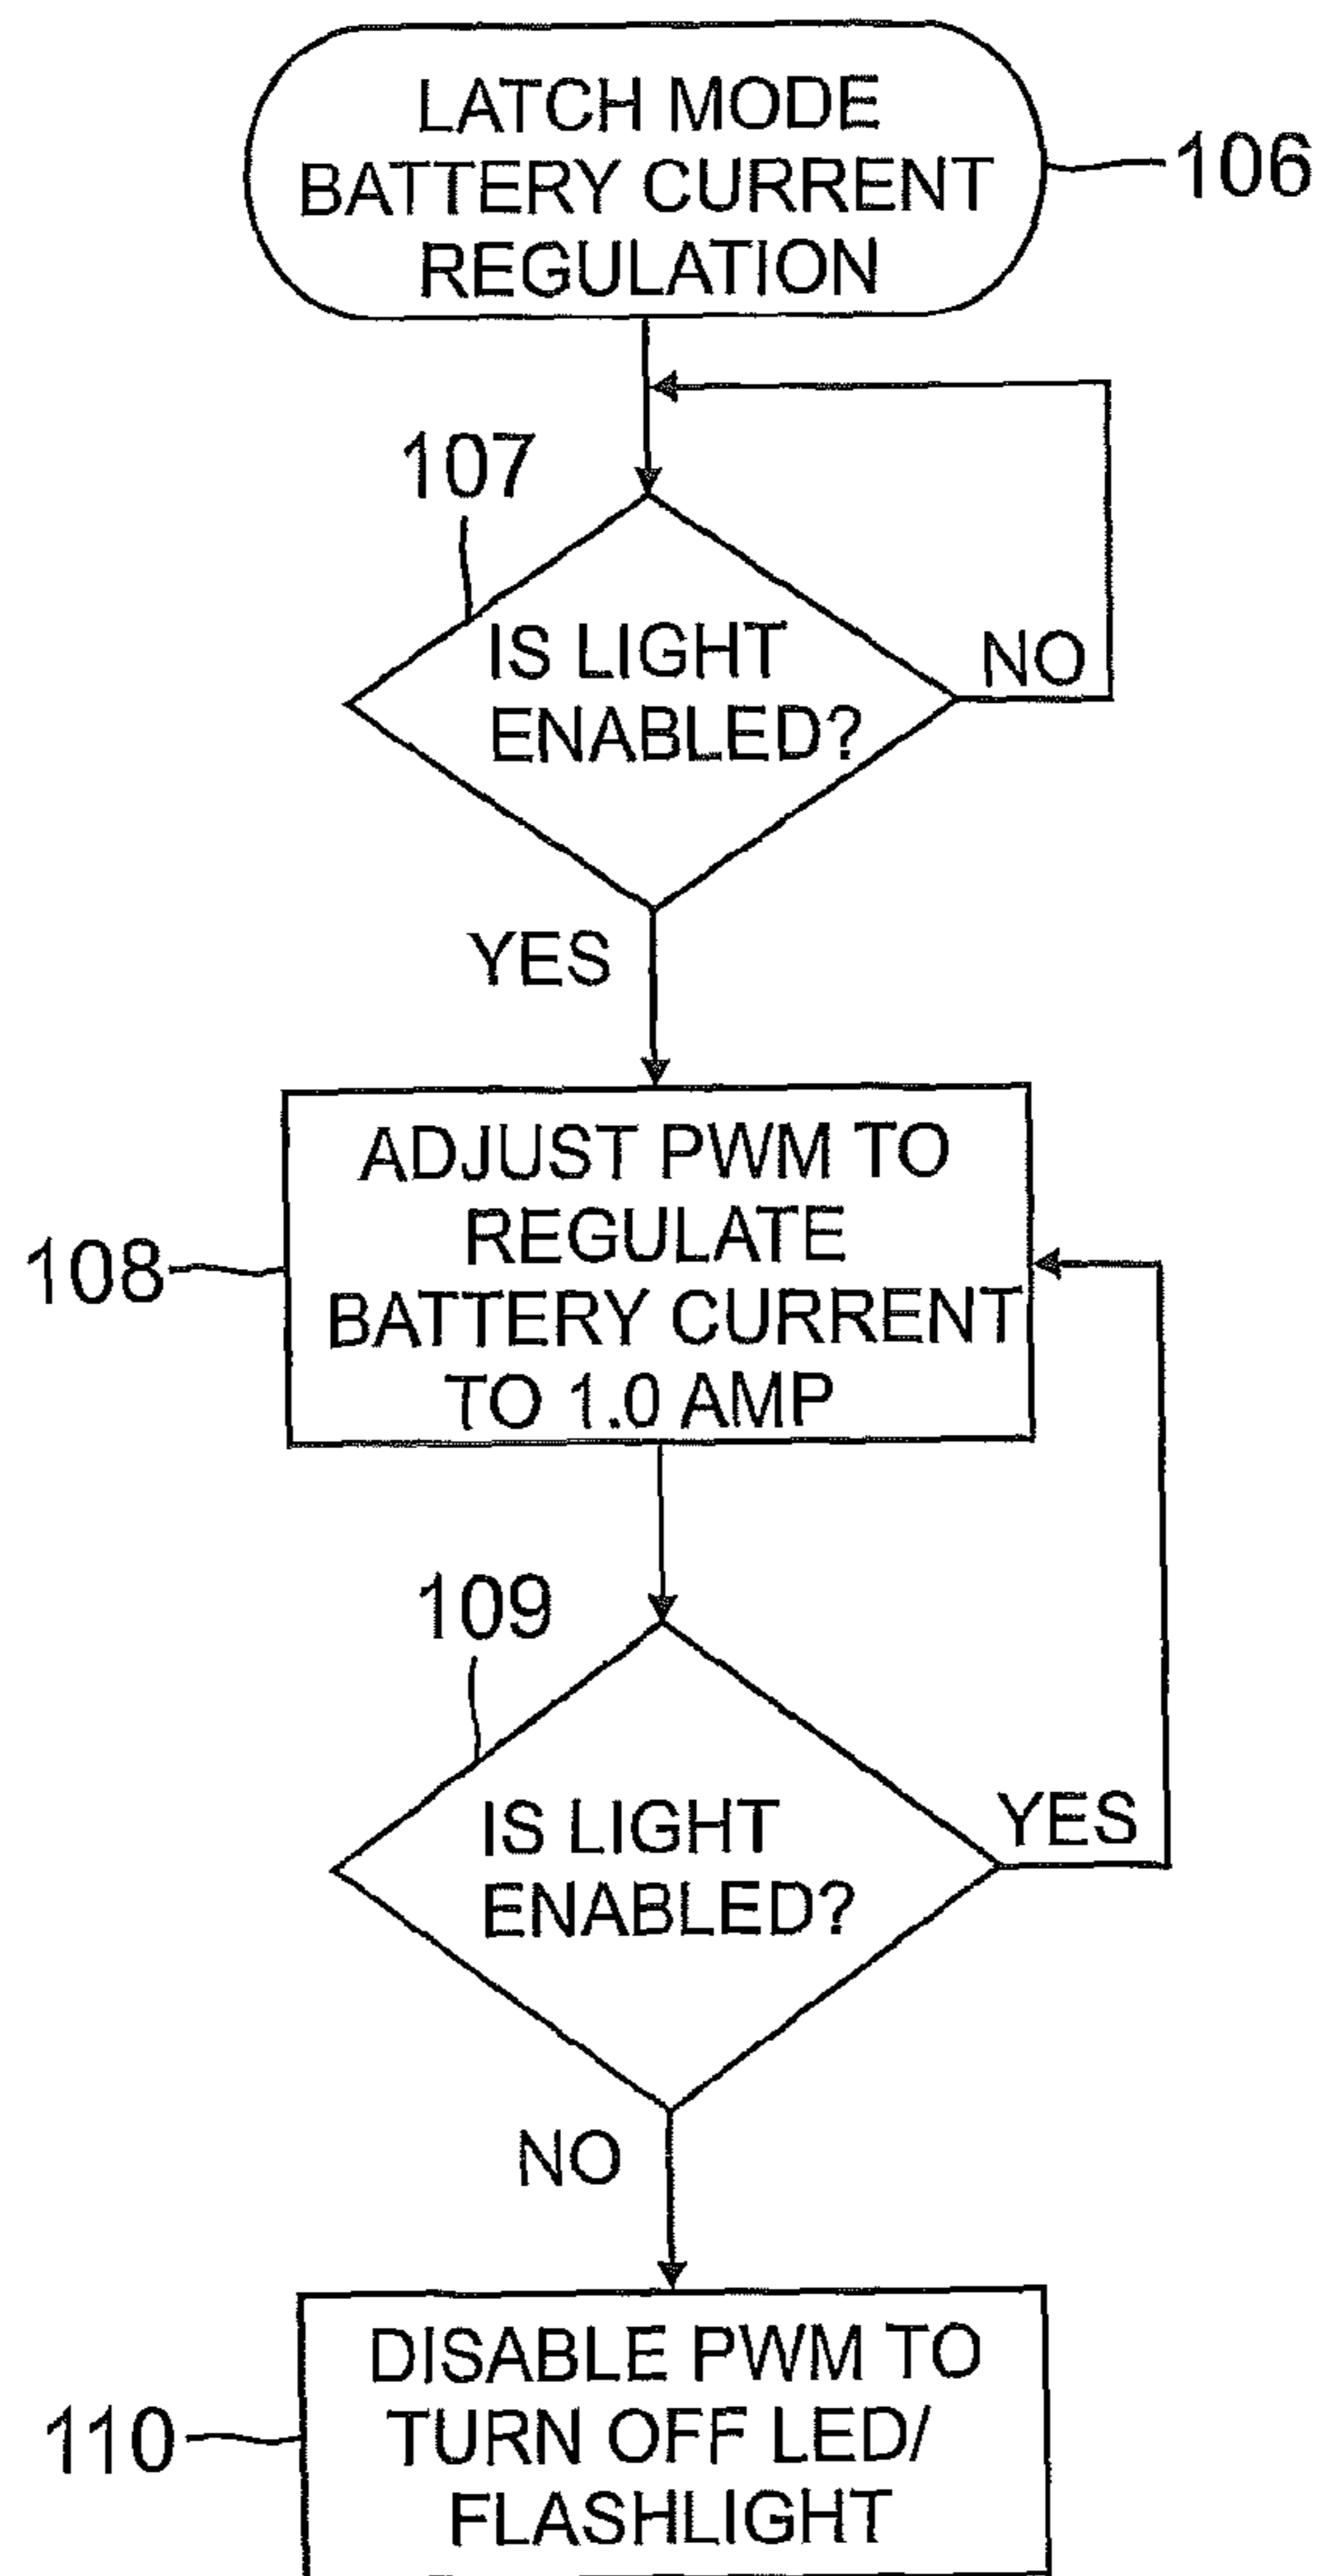 LATCH MODE
BATTERY CURRENT
REGULATION
106
107
IS LIGHT
ENABLED?
NO
YES
ADJUST PWM TO
REGULATE
BATTERY CURRENT
TO 1.0 AMP
108
109
IS LIGHT
ENABLED?
YES
NO
DISABLE PWM TO
TURN OFF LED/
FLASHLIGHT
110